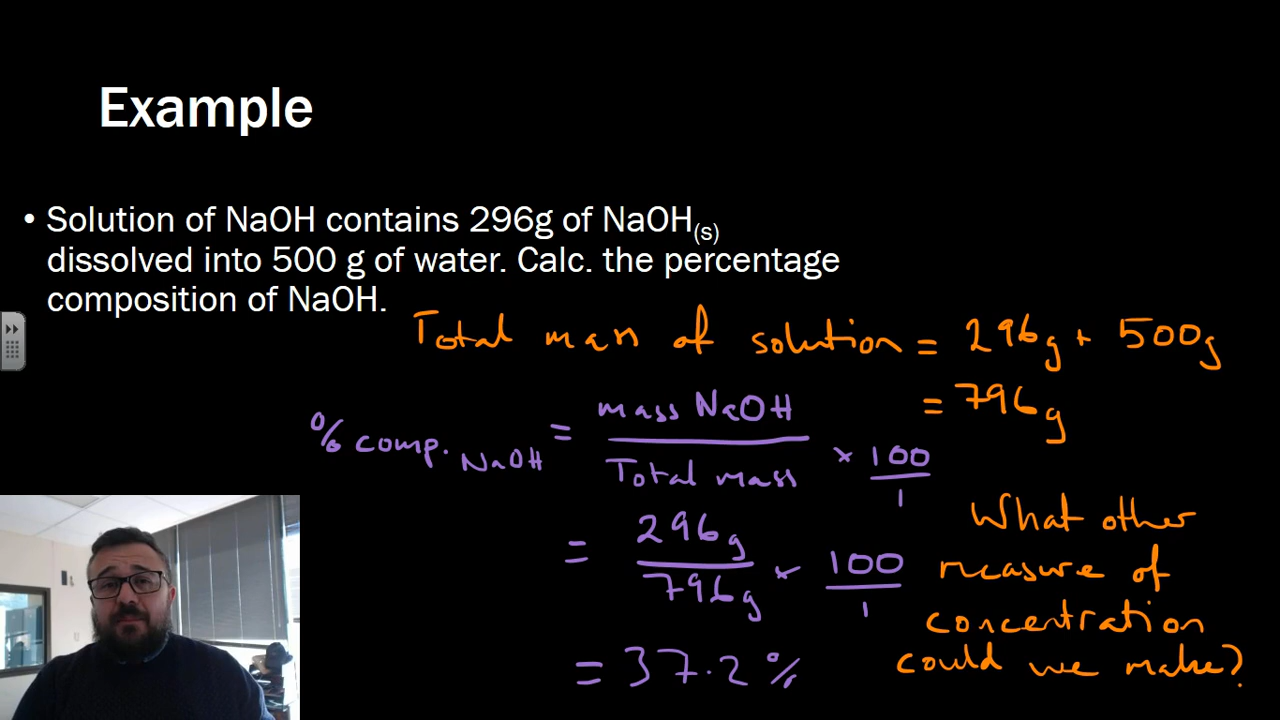 Example
• Solution of NaOH contains 296g of NaOH(s)
dissolved into 500 g of water. Calc. the percentage
composition of NaOH.
Total mass of solution = 296g + 500g
= 796g
% comp. NaOH = mass NaOH / Total mass × 100 / 1
= 296g / 796g × 100 / 1
= 37.2 %
What other
measure of
concentration
could we make?